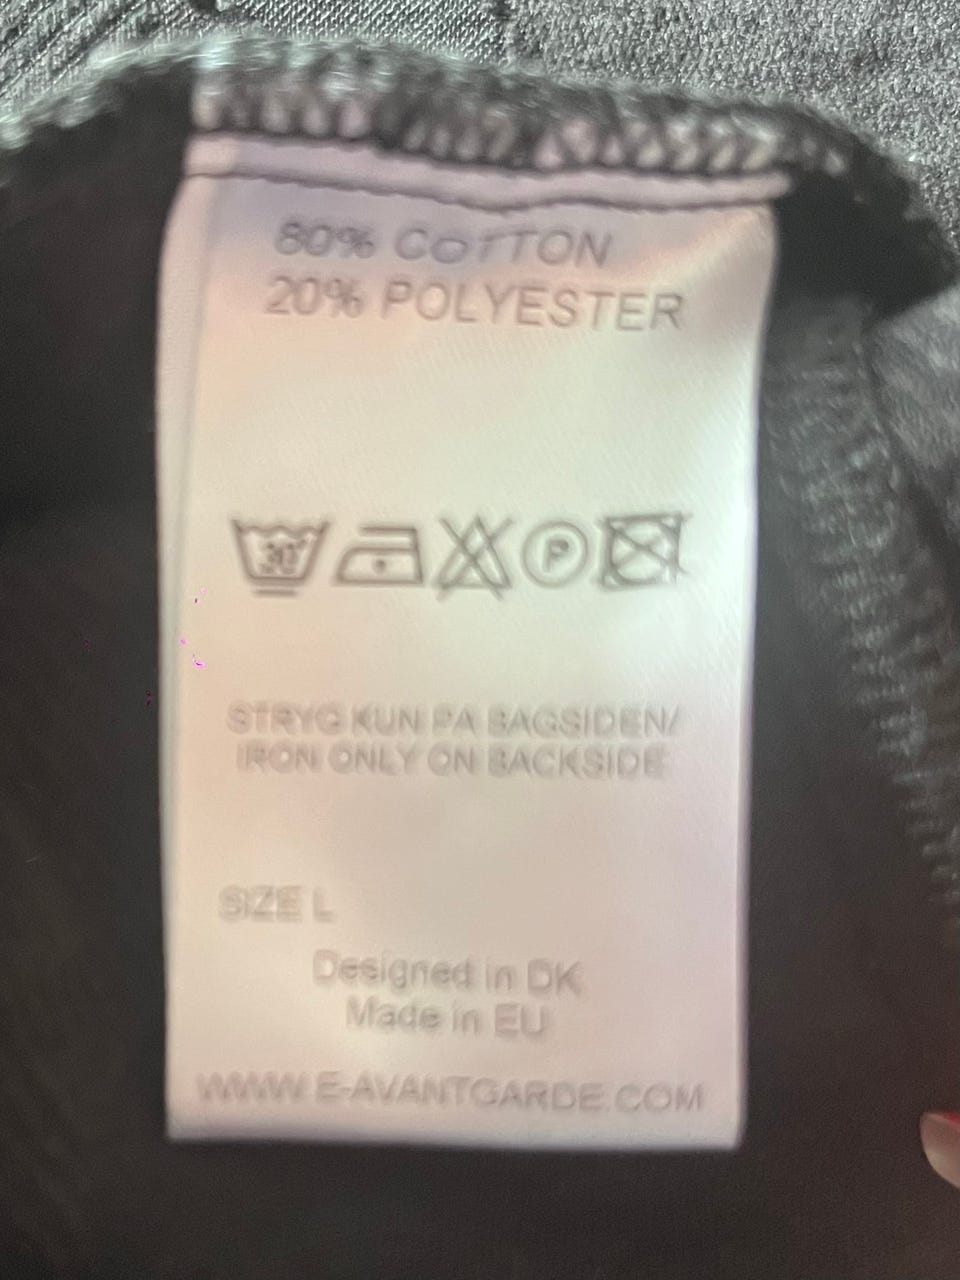 80% COTTON
20% POLYESTER
30° P
STRYG KUN PA BAGSIDEN/
IRON ONLY ON BACKSIDE
SIZE L
Designed in DK
Made in EU
WWW.E-AVANTGARDE.COM